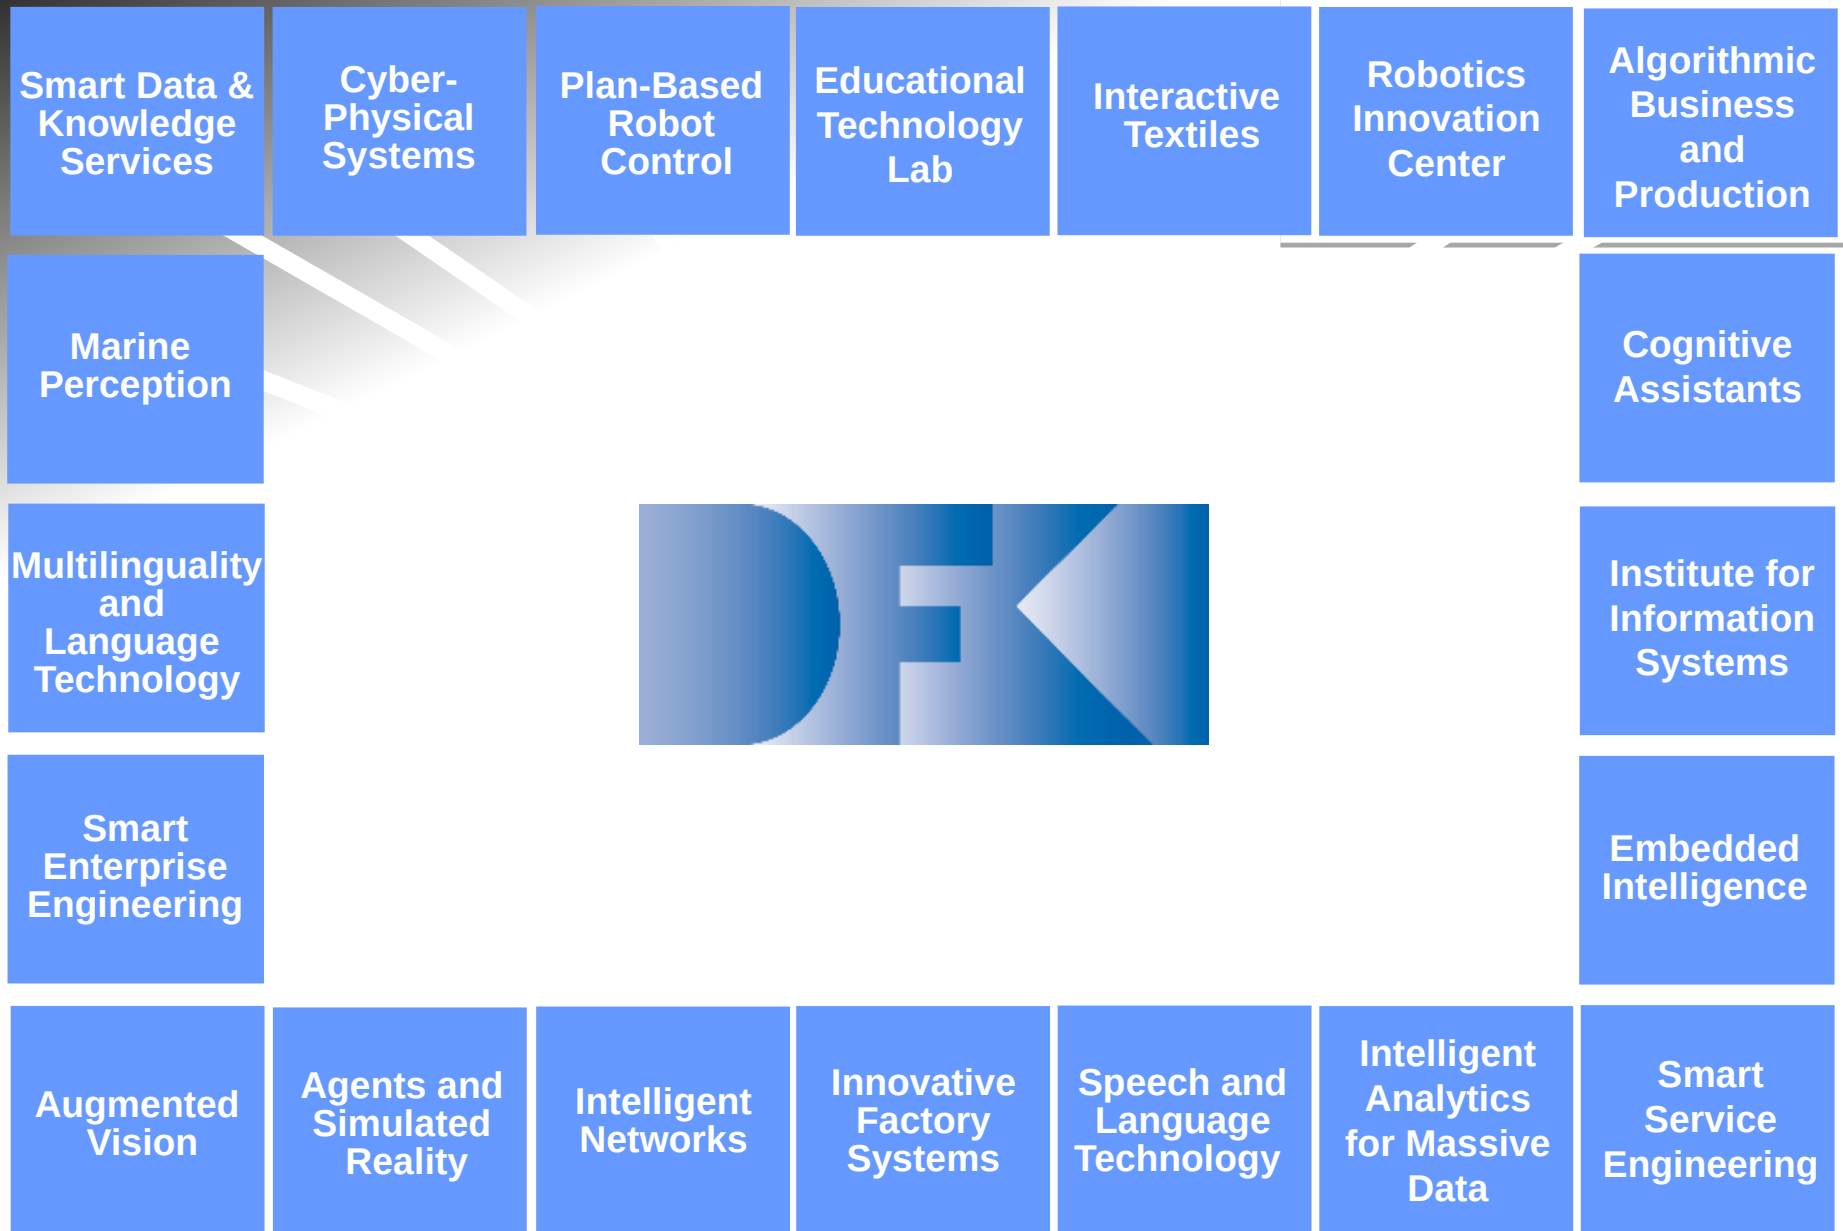 Smart Data &
Knowledge
Services
Cyber-
Physical
Systems
Plan-Based
Robot
Control
Educational
Technology
Lab
Interactive
Textiles
Robotics
Innovation
Center
Algorithmic
Business
and
Production
Marine
Perception
Cognitive
Assistants
Multilinguality
and
Language
Technology
DFK
Institute for
Information
Systems
Smart
Enterprise
Engineering
Embedded
Intelligence
Augmented
Vision
Agents and
Simulated
Reality
Intelligent
Networks
Innovative
Factory
Systems
Speech and
Language
Technology
Intelligent
Analytics
for Massive
Data
Smart
Service
Engineering